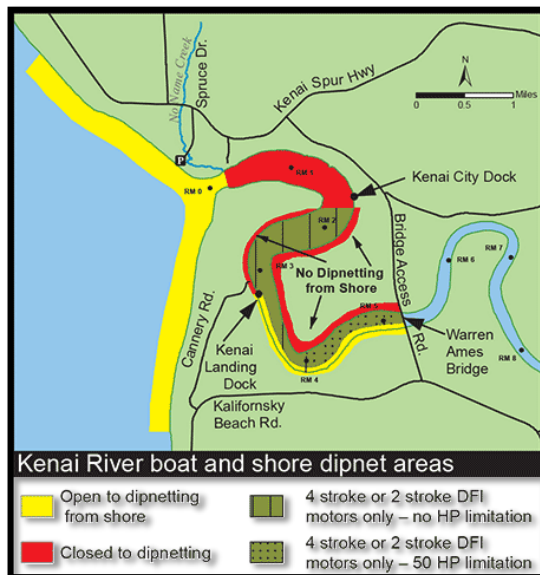 No Name Creek
Spruce Dr.
Kenai Spur Hwy
N
0 0.5 1
Miles
P
RM 0
RM 1
Kenai City Dock
RM 2
Bridge Access
Rd.
RM 3
No Dipnetting
from Shore
RM 6
RM 7
RM 5
Cannery Rd.
Kenai
Landing
Dock
Warren
Ames
Bridge
RM 4
RM 8
Kalifornsky
Beach Rd.
Kenai River boat and shore dipnet areas
Open to dipnetting
from shore
4 stroke or 2 stroke DFI
motors only – no HP limitation
Closed to dipnetting
4 stroke or 2 stroke DFI
motors only – 50 HP limitation